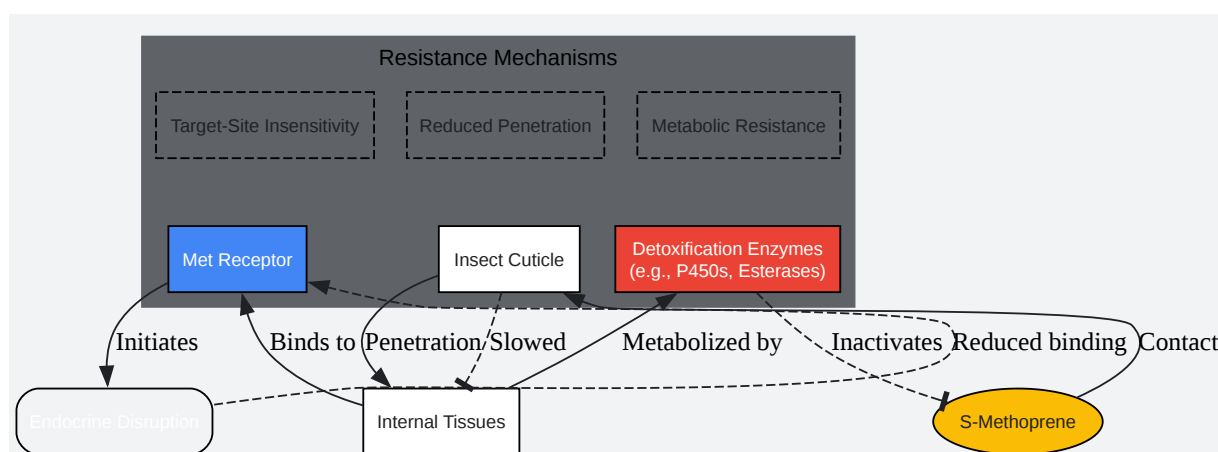 Resistance Mechanisms
Target-Site Insensitivity
Reduced Penetration
Metabolic Resistance
Met Receptor
Insect Cuticle
Detoxification Enzymes
(e.g., P450s, Esterases)
Initiates
Binds to
Penetration
Slowed
Metabolized by
Inactivates
Reduced binding
Contact
Endocrine Disruption
Internal Tissues
S-Methoprene